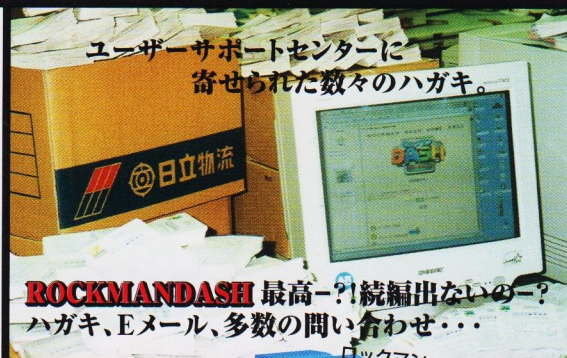 ユーザーサポートセンターに
寄せられた数々のハガキ。
日立物流
DASH
ROCKMANDASH 最高ー?!続編出ないのー?
ハガキ、Eメール、多数の問い合わせ・・・
ロックマン